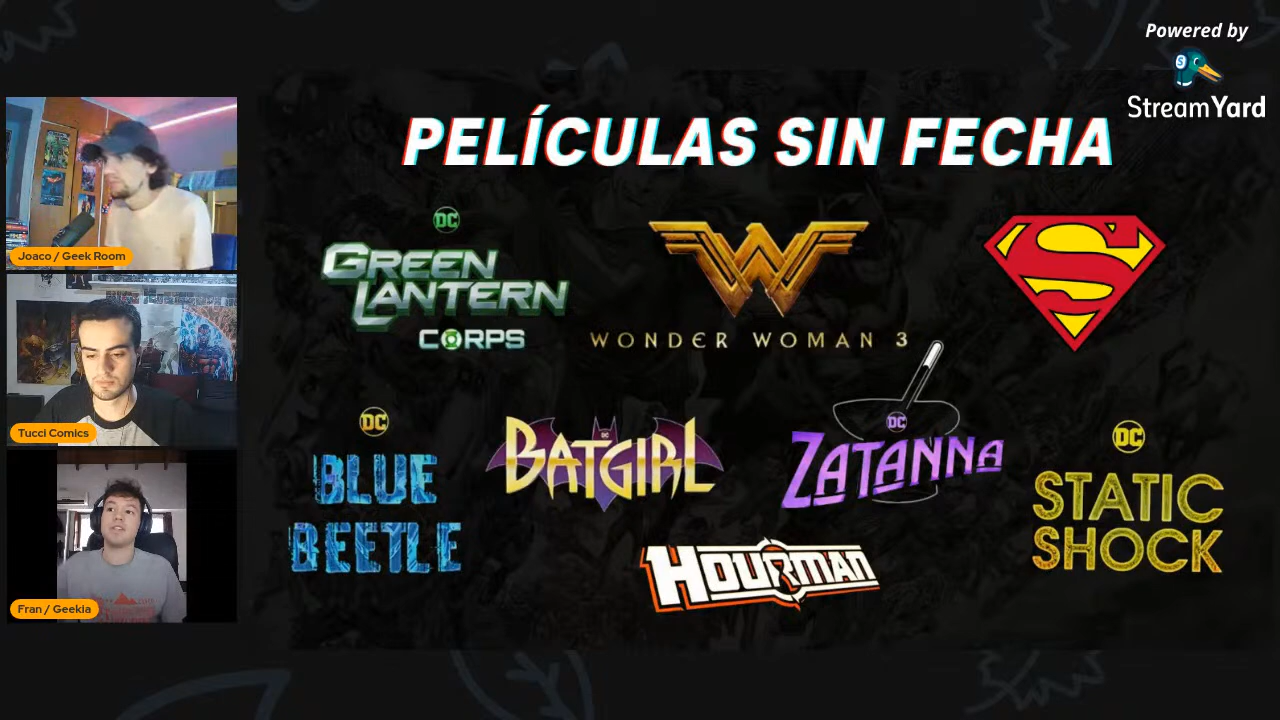 Powered by
StreamYard
PELÍCULAS SIN FECHA
DC
GREEN
LANTERN
CORPS
WONDER WOMAN 3
S
DC
BLUE
BEETLE
BATGIRL
DC
ZATANNA
DC
STATIC
SHOCK
HOURMAN
Joaco / Geek Room
Tucci Comics
Fran / Geekia